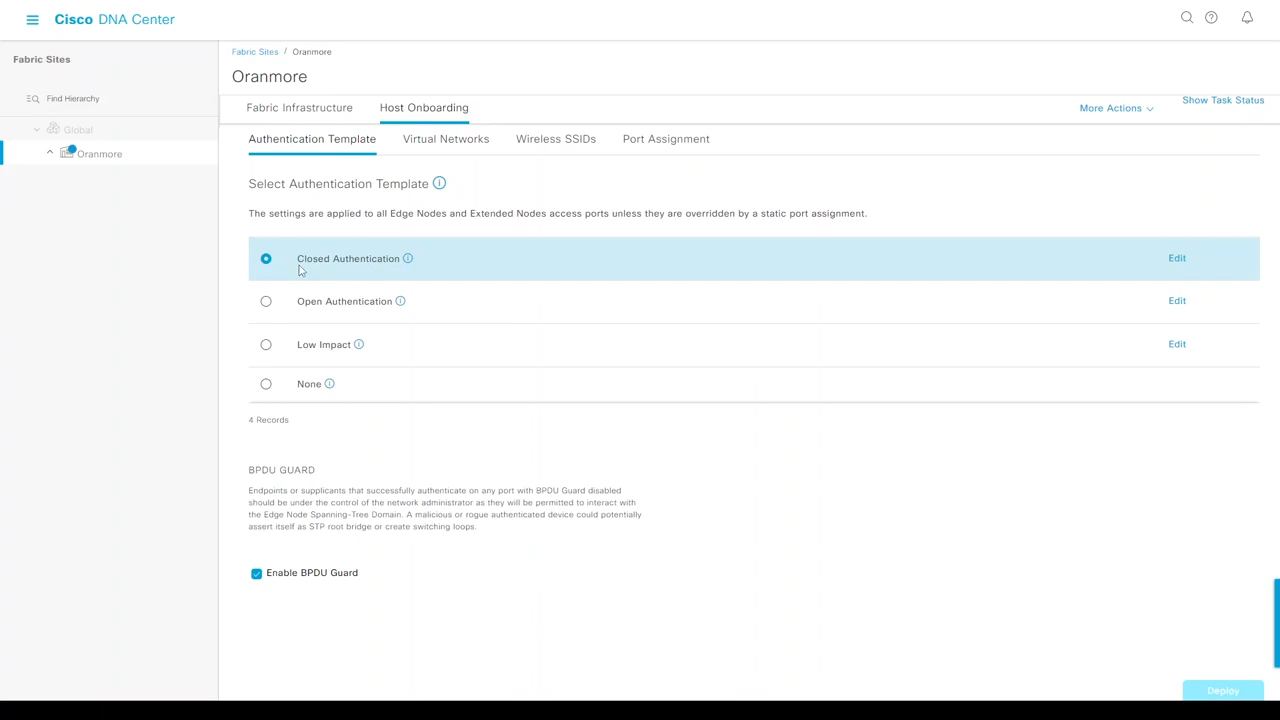 Cisco DNA Center
Fabric Sites
Find Hierarchy
Global
Oranmore
Fabric Sites / Oranmore
Oranmore
Fabric Infrastructure Host Onboarding
More Actions Show Task Status
Authentication Template Virtual Networks Wireless SSIDs Port Assignment
Select Authentication Template
The settings are applied to all Edge Nodes and Extended Nodes access ports unless they are overridden by a static port assignment.
Closed Authentication Edit
Open Authentication Edit
Low Impact Edit
None
4 Records
BPDU GUARD
Endpoints or supplicants that successfully authenticate on any port with BPDU Guard disabled
should be under the control of the network administrator as they will be permitted to interact with
the Edge Node Spanning-Tree Domain. A malicious or rogue authenticated device could potentially
assert itself as STP root bridge or create switching loops.
Enable BPDU Guard
Deploy